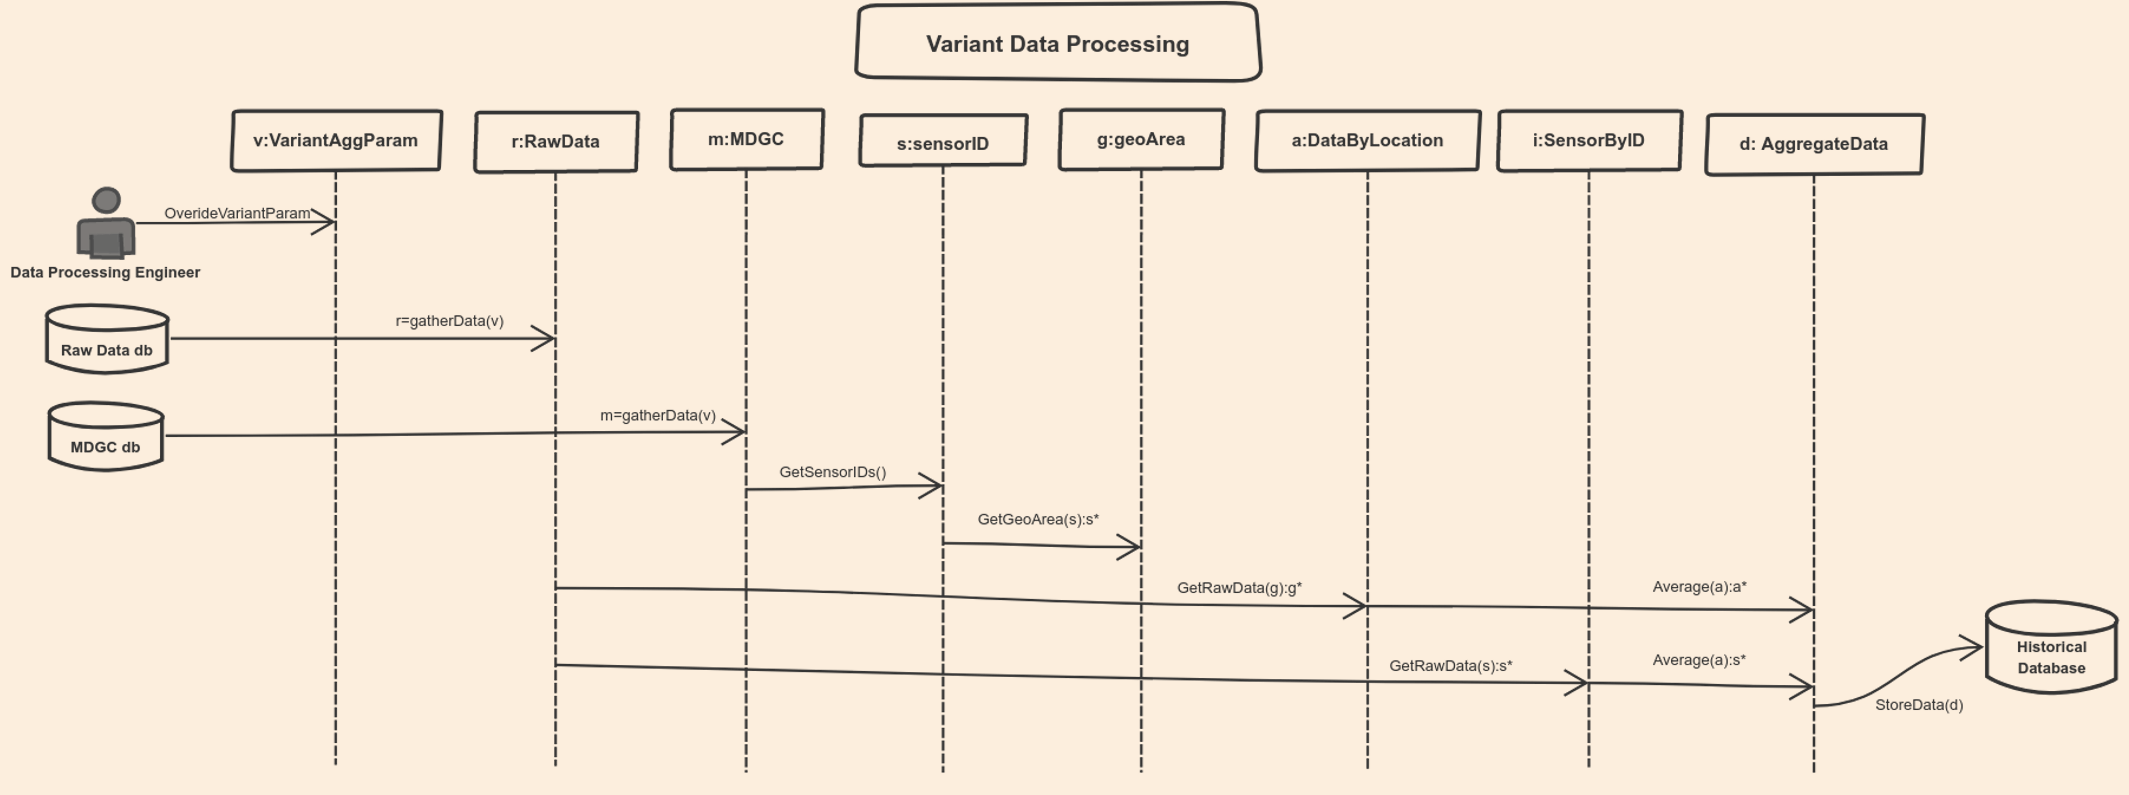 Variant Data Processing
v:VariantAggParam
r:RawData
m:MDGC
s:sensorID
g:geoArea
a:DataByLocation
i:SensorByID
d: AggregateData
OverideVariantParam
Data Processing Engineer
r=gatherData(v)
Raw Data db
m=gatherData(v)
MDGC db
GetSensorIDs()
GetGeoArea(s):s*
GetRawData(g):g*
Average(a):a*
GetRawData(s):s*
Average(a):s*
Historical
Database
StoreData(d)